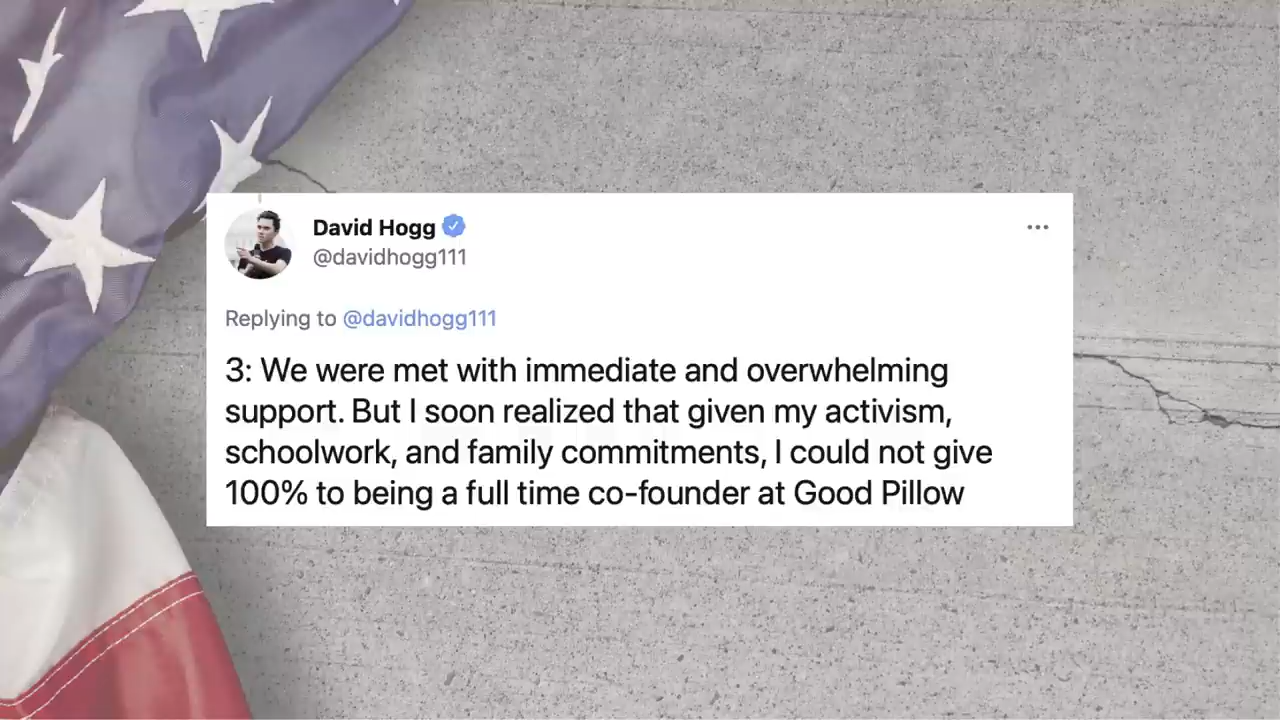 David Hogg
@davidhogg111
Replying to @davidhogg111
3: We were met with immediate and overwhelming
support. But I soon realized that given my activism,
schoolwork, and family commitments, I could not give
100% to being a full time co-founder at Good Pillow